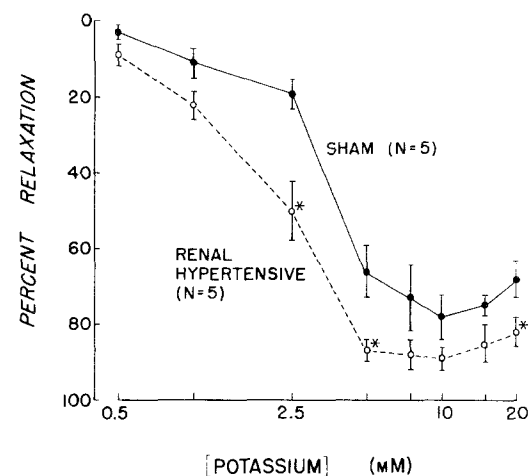 0
20
40
60
80
100
PERCENT RELAXATION
SHAM (N=5)
*
RENAL
HYPERTENSIVE
(N=5)
*
*
0.5
2.5
10
20
[POTASSIUM] (MM)